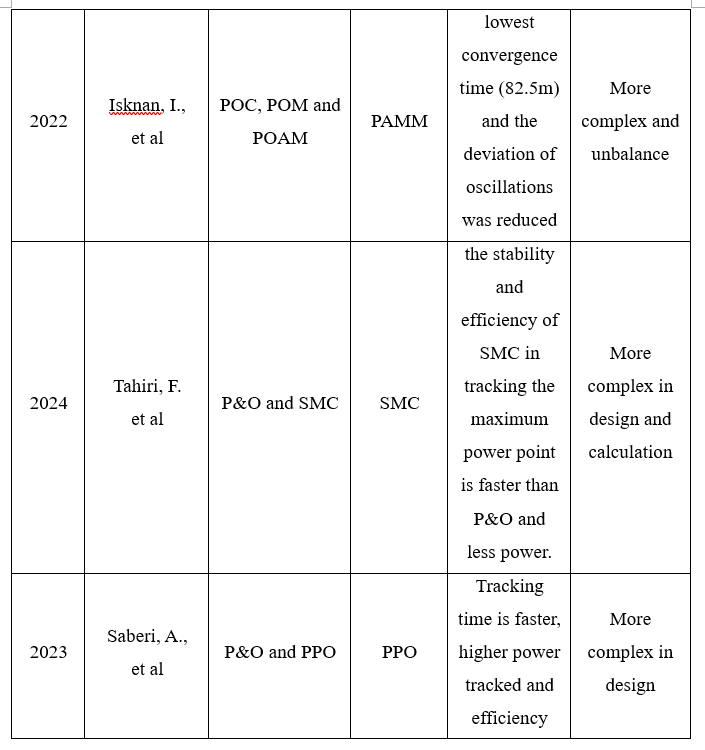 2022
Isknan, I.,
et al
POC, POM and
POAM
PAMM
lowest
convergence
time (82.5m)
and the
deviation of
oscillations
was reduced
More
complex and
unbalance
2024
Tahiri, F.
et al
P&O and SMC
SMC
the stability
and
efficiency of
SMC in
tracking the
maximum
power point
is faster than
P&O and
less power.
More
complex in
design and
calculation
2023
Saberi, A.,
et al
P&O and PPO
PPO
Tracking
time is faster,
higher power
tracked and
efficiency
More
complex in
design